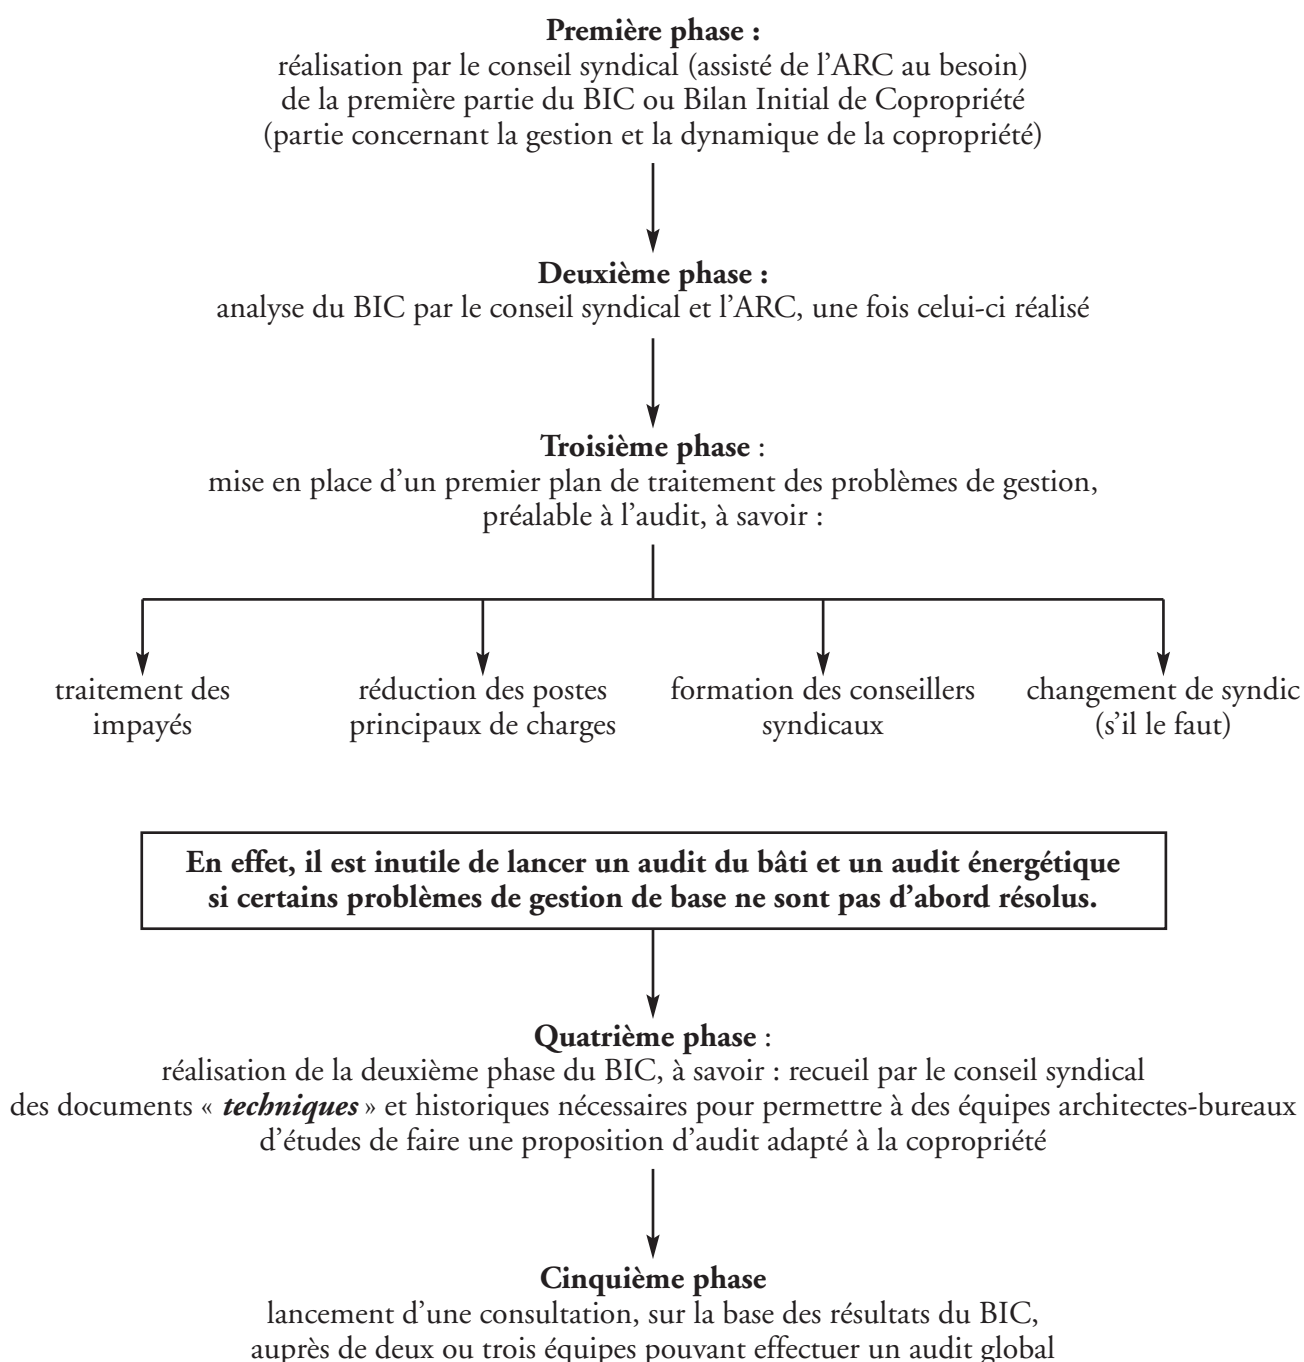 Première phase :
réalisation par le conseil syndical (assisté de l’ARC au besoin)
de la première partie du BIC ou Bilan Initial de Copropriété
(partie concernant la gestion et la dynamique de la copropriété)
Deuxième phase :
analyse du BIC par le conseil syndical et l’ARC, une fois celui-ci réalisé
Troisième phase :
mise en place d’un premier plan de traitement des problèmes de gestion,
préalable à l’audit, à savoir :
traitement des
impayés
réduction des postes
principaux de charges
formation des conseillers
syndicaux
changement de syndic
(s’il le faut)
En effet, il est inutile de lancer un audit du bâti et un audit énergétique
si certains problèmes de gestion de base ne sont pas d’abord résolus.
Quatrième phase :
réalisation de la deuxième phase du BIC, à savoir : recueil par le conseil syndical
des documents « techniques » et historiques nécessaires pour permettre à des équipes architectes-bureaux
d’études de faire une proposition d’audit adapté à la copropriété
Cinquième phase
lancement d’une consultation, sur la base des résultats du BIC,
auprès de deux ou trois équipes pouvant effectuer un audit global